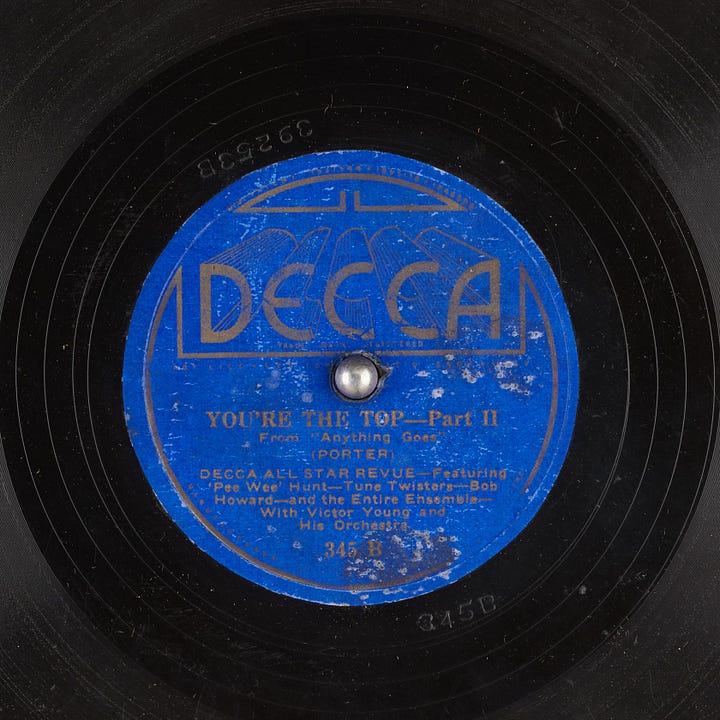 39253B
DECCA
YOU'RE THE TOP—Part II
From "Anything Goes"
(PORTER)
DECCA ALL STAR REVUE—Featuring
'Pee Wee' Hunt—Tune Twisters—Bob
Howard—and the Entire Ensemble—
With Victor Young and
His Orchestra
345 B
345B